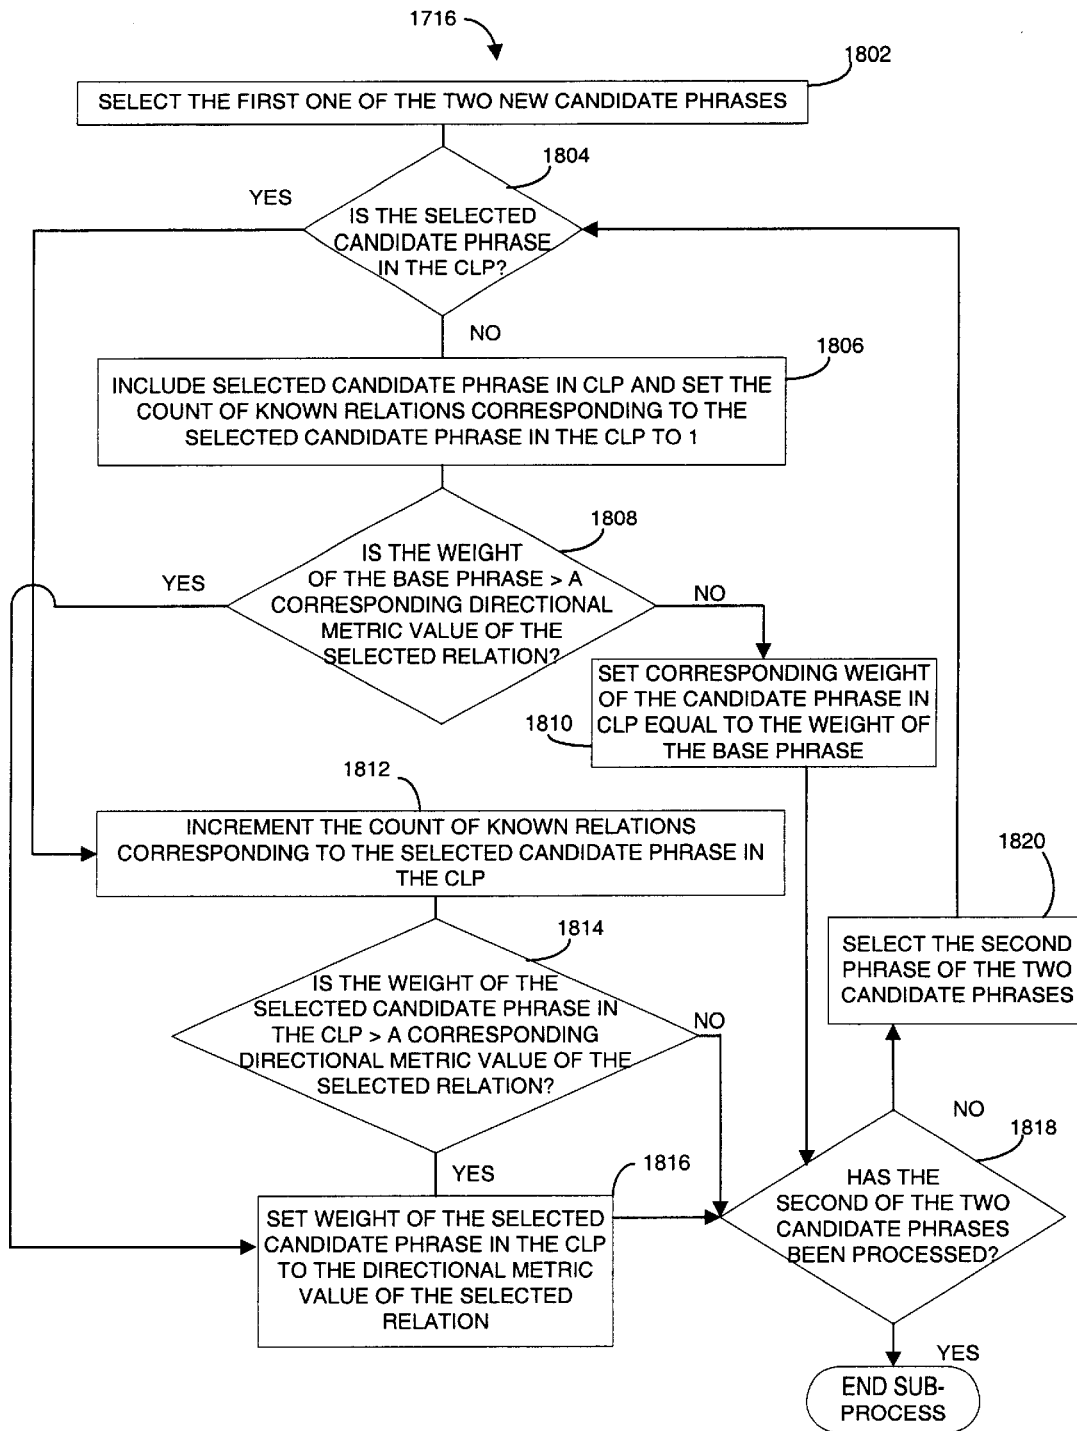 1716
1802
SELECT THE FIRST ONE OF THE TWO NEW CANDIDATE PHRASES
1804
YES
IS THE SELECTED
CANDIDATE PHRASE
IN THE CLP?
NO
1806
INCLUDE SELECTED CANDIDATE PHRASE IN CLP AND SET THE
COUNT OF KNOWN RELATIONS CORRESPONDING TO THE
SELECTED CANDIDATE PHRASE IN THE CLP TO 1
1808
YES
IS THE WEIGHT
OF THE BASE PHRASE > A
CORRESPONDING DIRECTIONAL
METRIC VALUE OF THE
SELECTED RELATION?
NO
SET CORRESPONDING WEIGHT
OF THE CANDIDATE PHRASE IN
CLP EQUAL TO THE WEIGHT OF
THE BASE PHRASE
1810
1812
INCREMENT THE COUNT OF KNOWN RELATIONS
CORRESPONDING TO THE SELECTED CANDIDATE PHRASE IN
THE CLP
1820
SELECT THE SECOND
PHRASE OF THE TWO
CANDIDATE PHRASES
1814
IS THE WEIGHT OF THE
SELECTED CANDIDATE PHRASE IN
THE CLP > A CORRESPONDING
DIRECTIONAL METRIC VALUE OF THE
SELECTED RELATION?
NO
YES
1816
SET WEIGHT OF THE SELECTED
CANDIDATE PHRASE IN THE CLP
TO THE DIRECTIONAL METRIC
VALUE OF THE SELECTED
RELATION
NO
1818
HAS THE
SECOND OF THE TWO
CANDIDATE PHRASES
BEEN PROCESSED?
YES
END SUB-
PROCESS